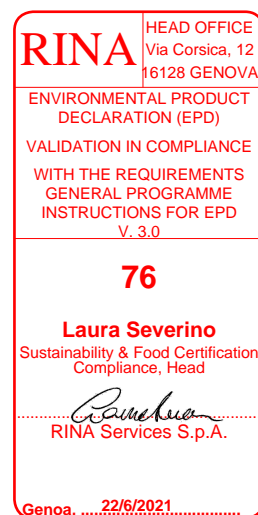 RINA
HEAD OFFICE
Via Corsica, 12
16128 GENOVA
ENVIRONMENTAL PRODUCT
DECLARATION (EPD)
VALIDATION IN COMPLIANCE
WITH THE REQUIREMENTS
GENERAL PROGRAMME
INSTRUCTIONS FOR EPD
V. 3.0
76
Laura Severino
Sustainability & Food Certification
Compliance, Head
RINA Services S.p.A.
Genoa. ....22/6/2021................